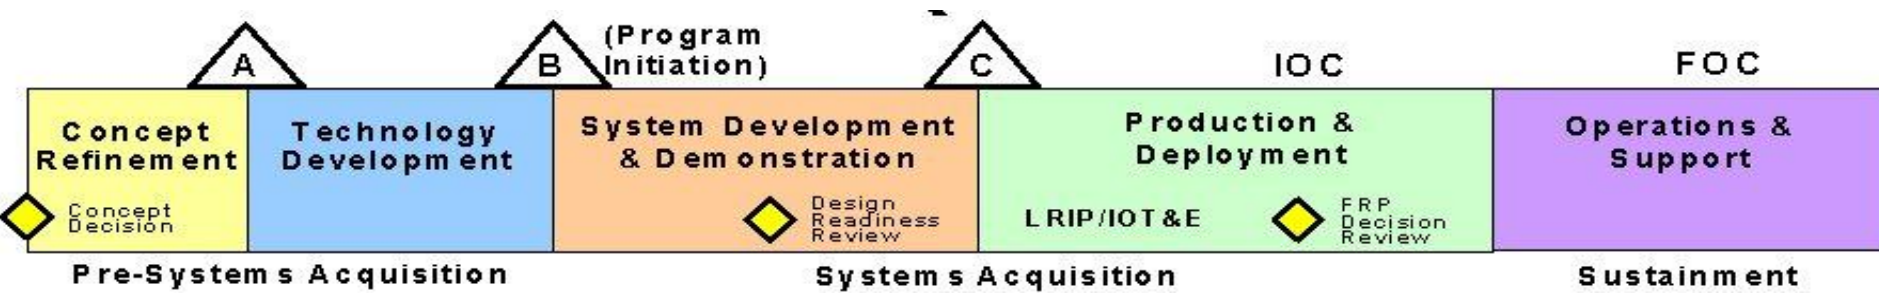 A
B
(Program
Initiation)
C
IOC
FOC
Concept
Refinement
Technology
Development
System Development
& Demonstration
Production &
Deployment
Operations &
Support
Concept
Decision
Design
Readiness
Review
LRIP/IOT&E
FRP
Decision
Review
Pre-Systems Acquisition
Systems Acquisition
Sustainment